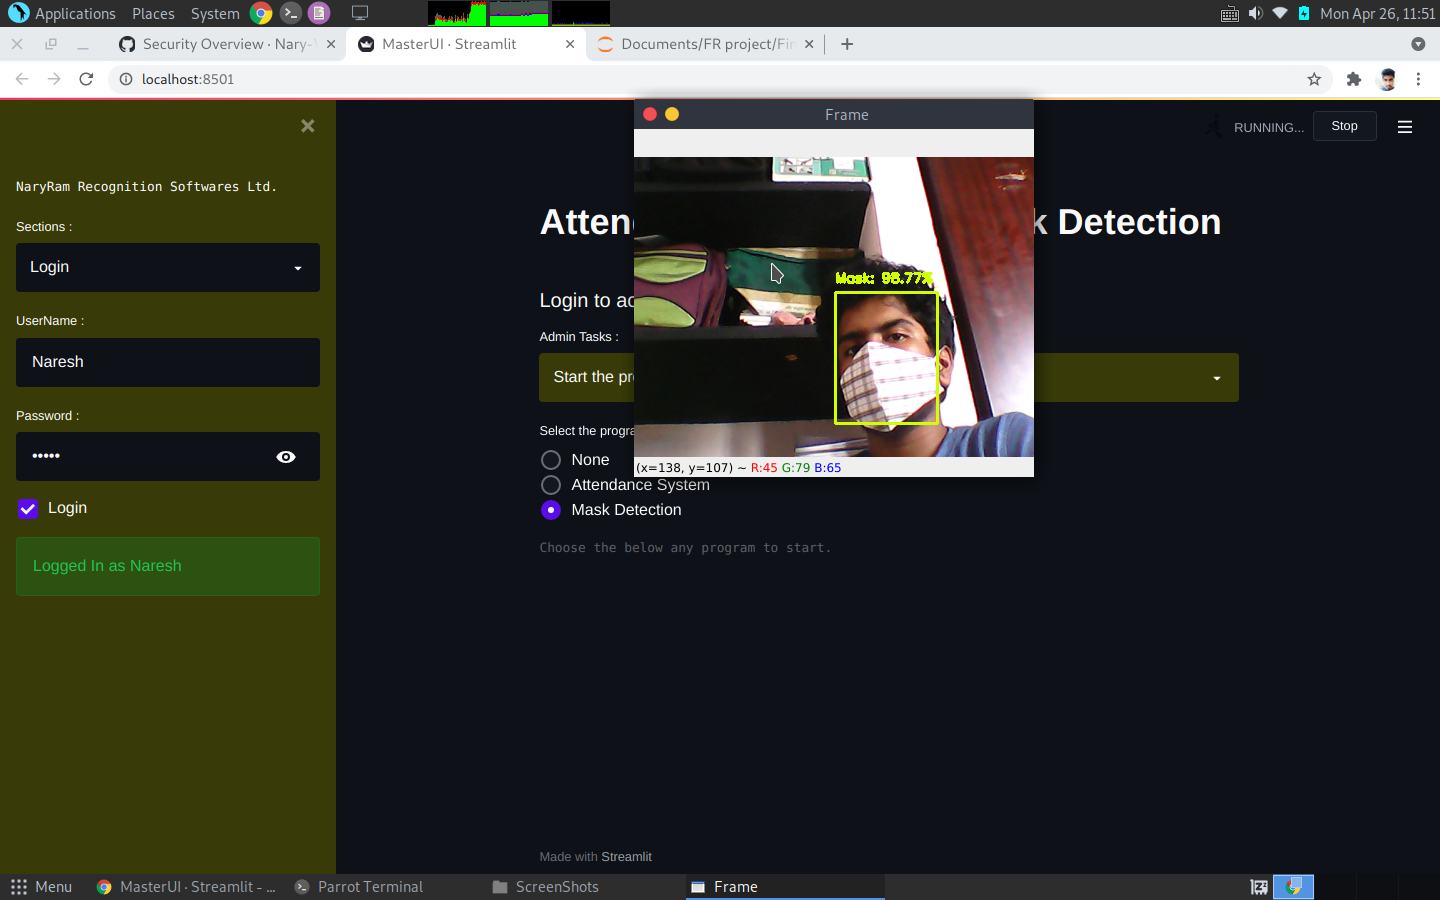 Applications Places System
Mon Apr 26, 11:51
Security Overview · Nary-
MasterUI · Streamlit
Documents/FR project/Fin
localhost:8501
Frame
RUNNING...
Stop
NaryRam Recognition Softwares Ltd.
Sections :
Login
UserName :
Naresh
Password :
•••••
Login
Logged In as Naresh
Atten
k Detection
Mask: 98.77%
Login to ac
Admin Tasks :
Start the pr
Select the progra
None
(x=138, y=107) ~ R:45 G:79 B:65
Attendance System
Mask Detection
Choose the below any program to start.
Made with Streamlit
Menu
MasterUI · Streamlit - ...
Parrot Terminal
ScreenShots
Frame